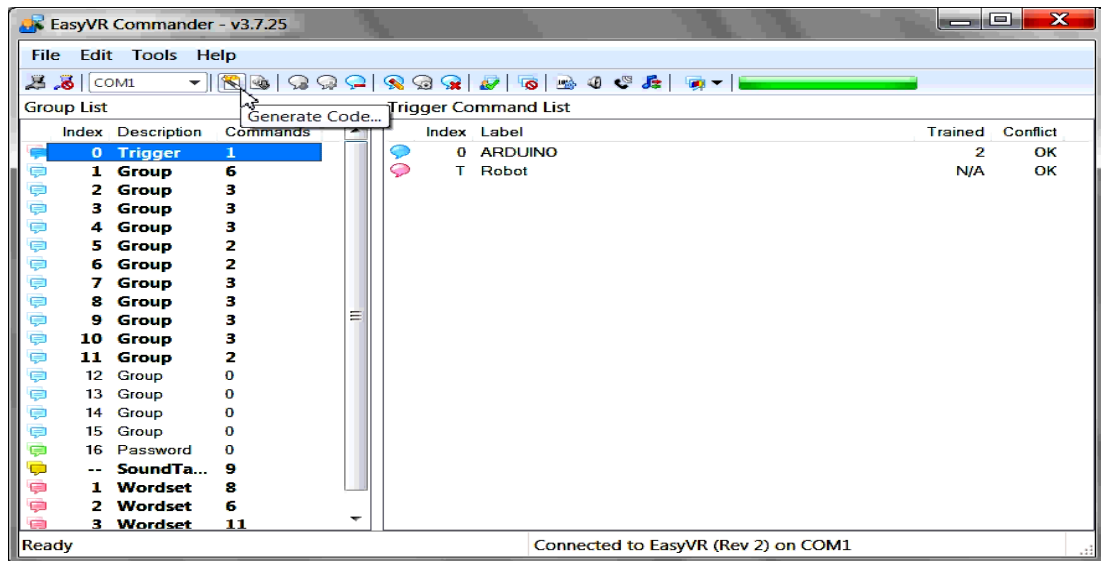 EasyVR Commander - v3.7.25
File Edit Tools Help
COM1
Generate Code...
Group List
Index Description Commands
0 Trigger 1
1 Group 6
2 Group 3
3 Group 3
4 Group 3
5 Group 2
6 Group 2
7 Group 3
8 Group 3
9 Group 3
10 Group 3
11 Group 2
12 Group 0
13 Group 0
14 Group 0
15 Group 0
16 Password 0
-- SoundTa... 9
1 Wordset 8
2 Wordset 6
3 Wordset 11
Trigger Command List
Index Label Trained Conflict
0 ARDUINO 2 OK
T Robot N/A OK
Ready
Connected to EasyVR (Rev 2) on COM1